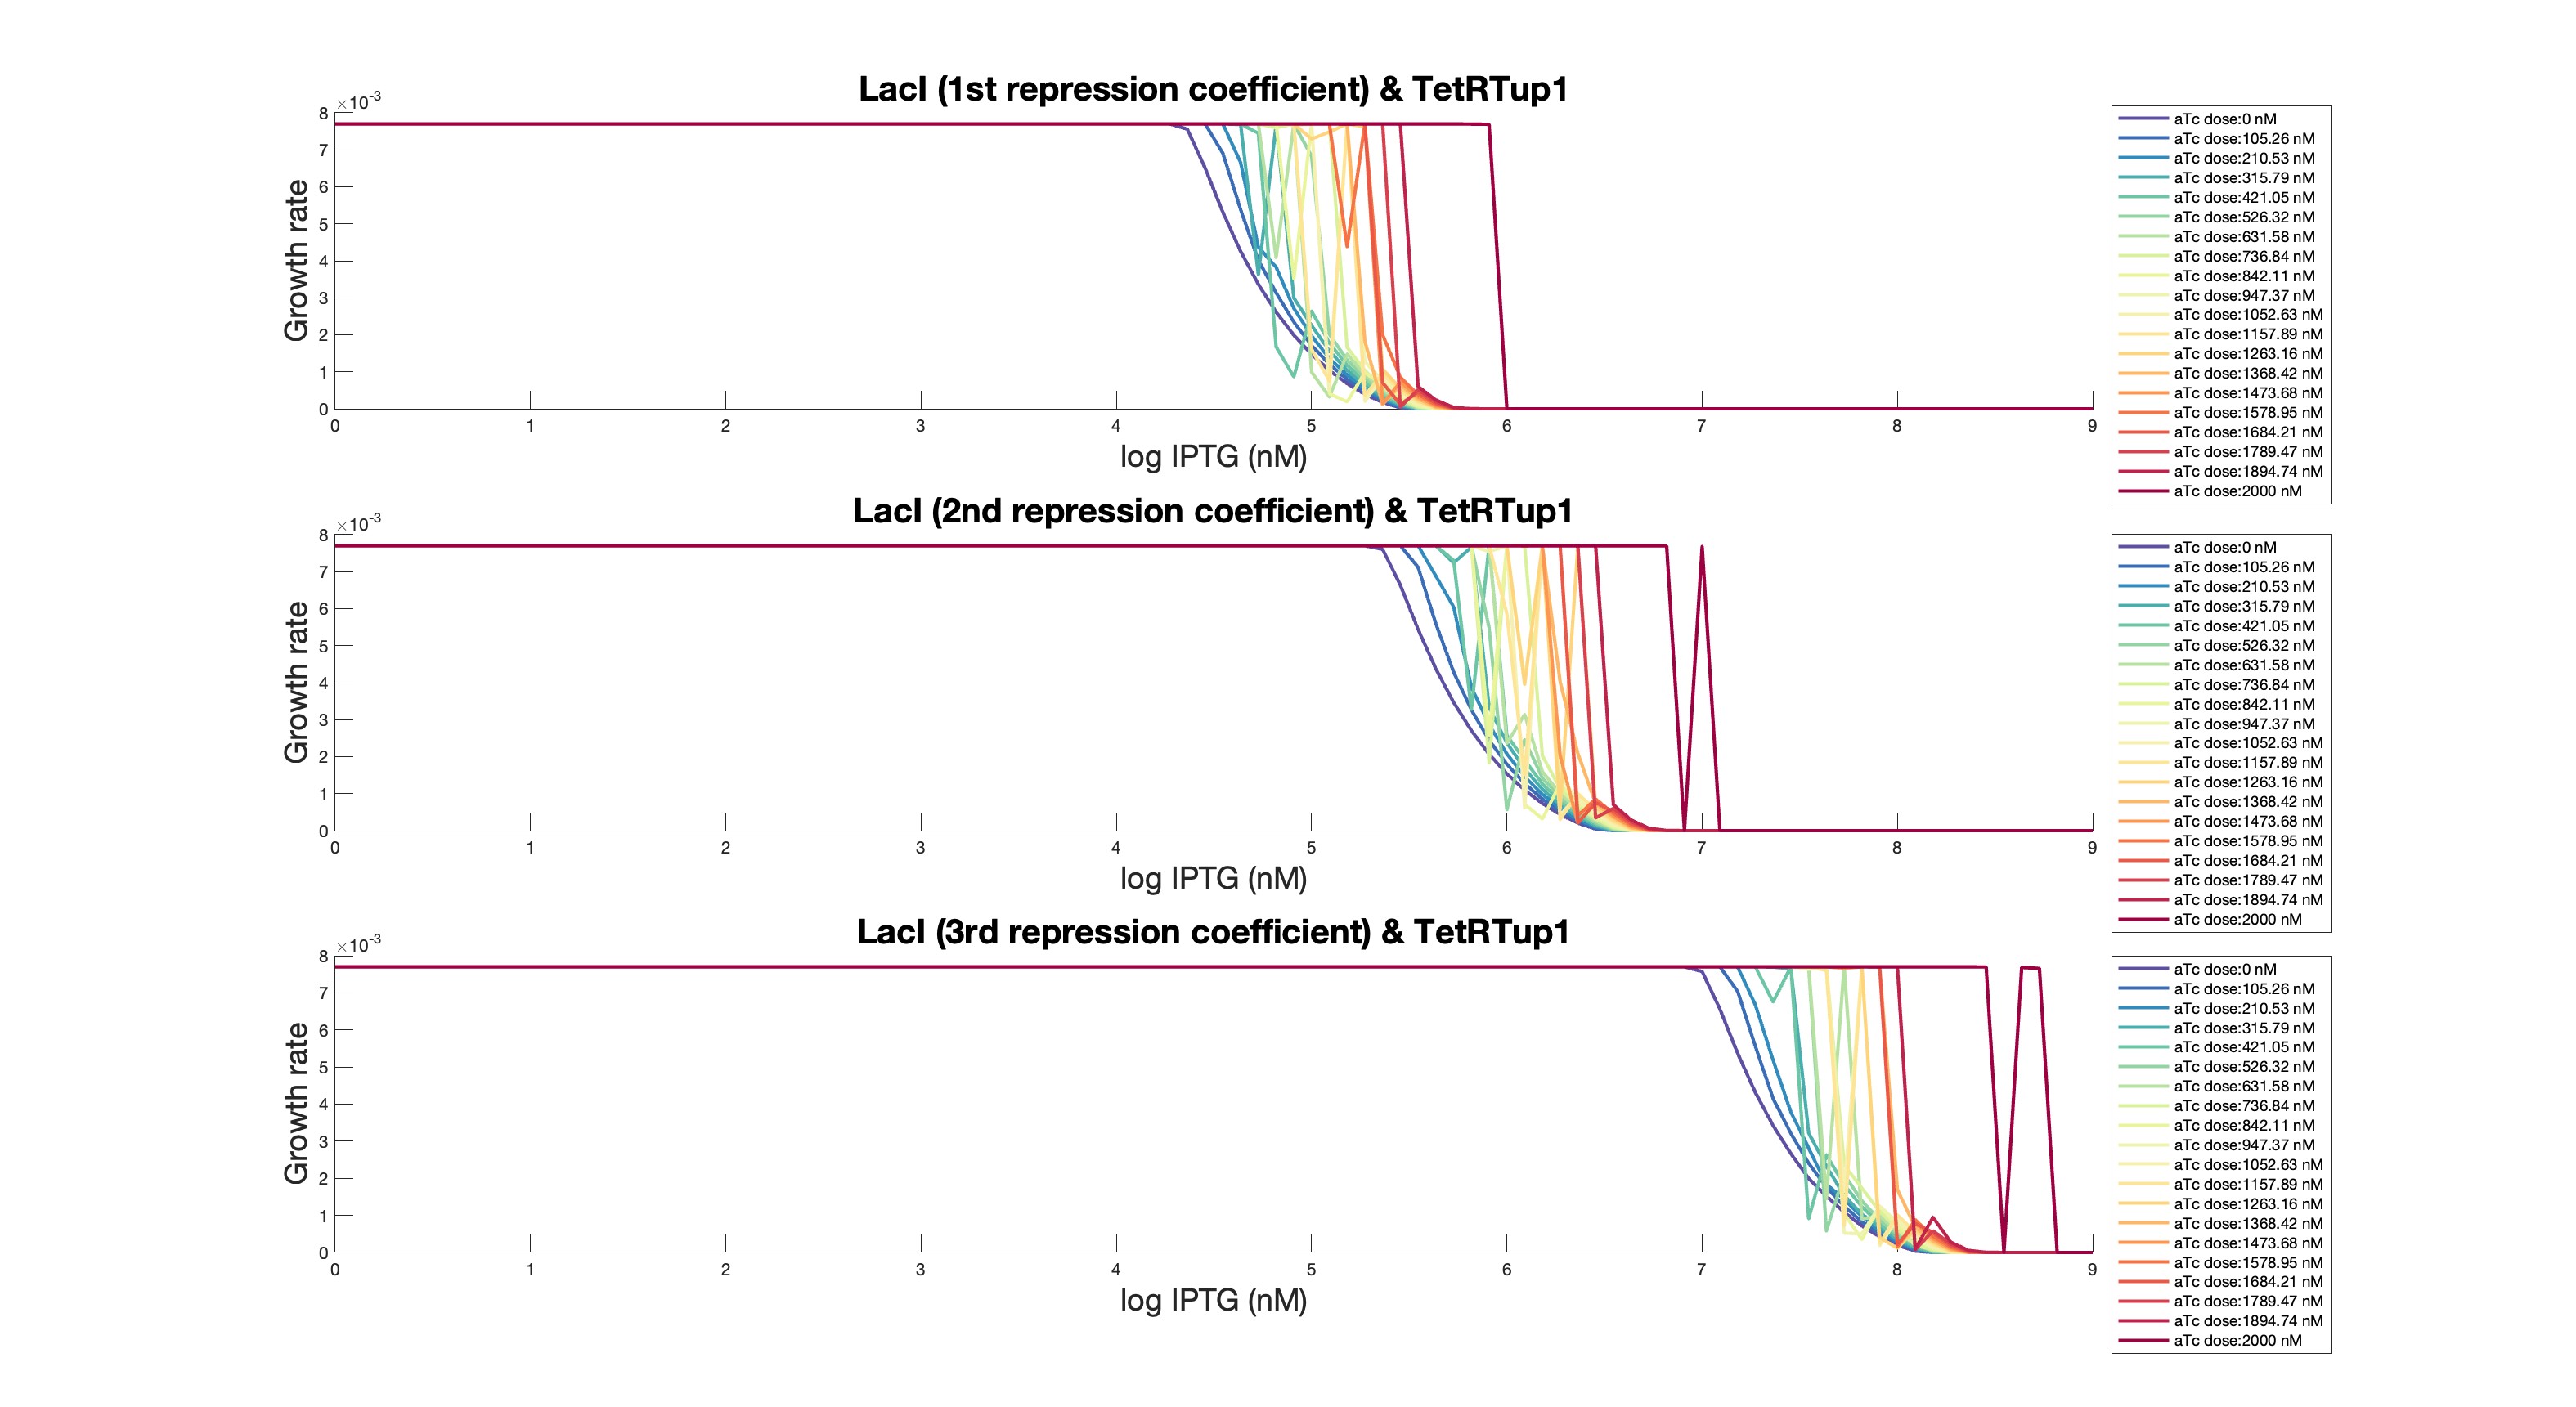 LacI (1st repression coefficient) & TetRTup1
×10-3
8
7
6
5
4
3
2
1
0
Growth rate
0 1 2 3 4 5 6 7 8 9
log IPTG (nM)
aTc dose:0 nM
aTc dose:105.26 nM
aTc dose:210.53 nM
aTc dose:315.79 nM
aTc dose:421.05 nM
aTc dose:526.32 nM
aTc dose:631.58 nM
aTc dose:736.84 nM
aTc dose:842.11 nM
aTc dose:947.37 nM
aTc dose:1052.63 nM
aTc dose:1157.89 nM
aTc dose:1263.16 nM
aTc dose:1368.42 nM
aTc dose:1473.68 nM
aTc dose:1578.95 nM
aTc dose:1684.21 nM
aTc dose:1789.47 nM
aTc dose:1894.74 nM
aTc dose:2000 nM
LacI (2nd repression coefficient) & TetRTup1
×10-3
8
7
6
5
4
3
2
1
0
Growth rate
0 1 2 3 4 5 6 7 8 9
log IPTG (nM)
aTc dose:0 nM
aTc dose:105.26 nM
aTc dose:210.53 nM
aTc dose:315.79 nM
aTc dose:421.05 nM
aTc dose:526.32 nM
aTc dose:631.58 nM
aTc dose:736.84 nM
aTc dose:842.11 nM
aTc dose:947.37 nM
aTc dose:1052.63 nM
aTc dose:1157.89 nM
aTc dose:1263.16 nM
aTc dose:1368.42 nM
aTc dose:1473.68 nM
aTc dose:1578.95 nM
aTc dose:1684.21 nM
aTc dose:1789.47 nM
aTc dose:1894.74 nM
aTc dose:2000 nM
LacI (3rd repression coefficient) & TetRTup1
×10-3
8
7
6
5
4
3
2
1
0
Growth rate
0 1 2 3 4 5 6 7 8 9
log IPTG (nM)
aTc dose:0 nM
aTc dose:105.26 nM
aTc dose:210.53 nM
aTc dose:315.79 nM
aTc dose:421.05 nM
aTc dose:526.32 nM
aTc dose:631.58 nM
aTc dose:736.84 nM
aTc dose:842.11 nM
aTc dose:947.37 nM
aTc dose:1052.63 nM
aTc dose:1157.89 nM
aTc dose:1263.16 nM
aTc dose:1368.42 nM
aTc dose:1473.68 nM
aTc dose:1578.95 nM
aTc dose:1684.21 nM
aTc dose:1789.47 nM
aTc dose:1894.74 nM
aTc dose:2000 nM